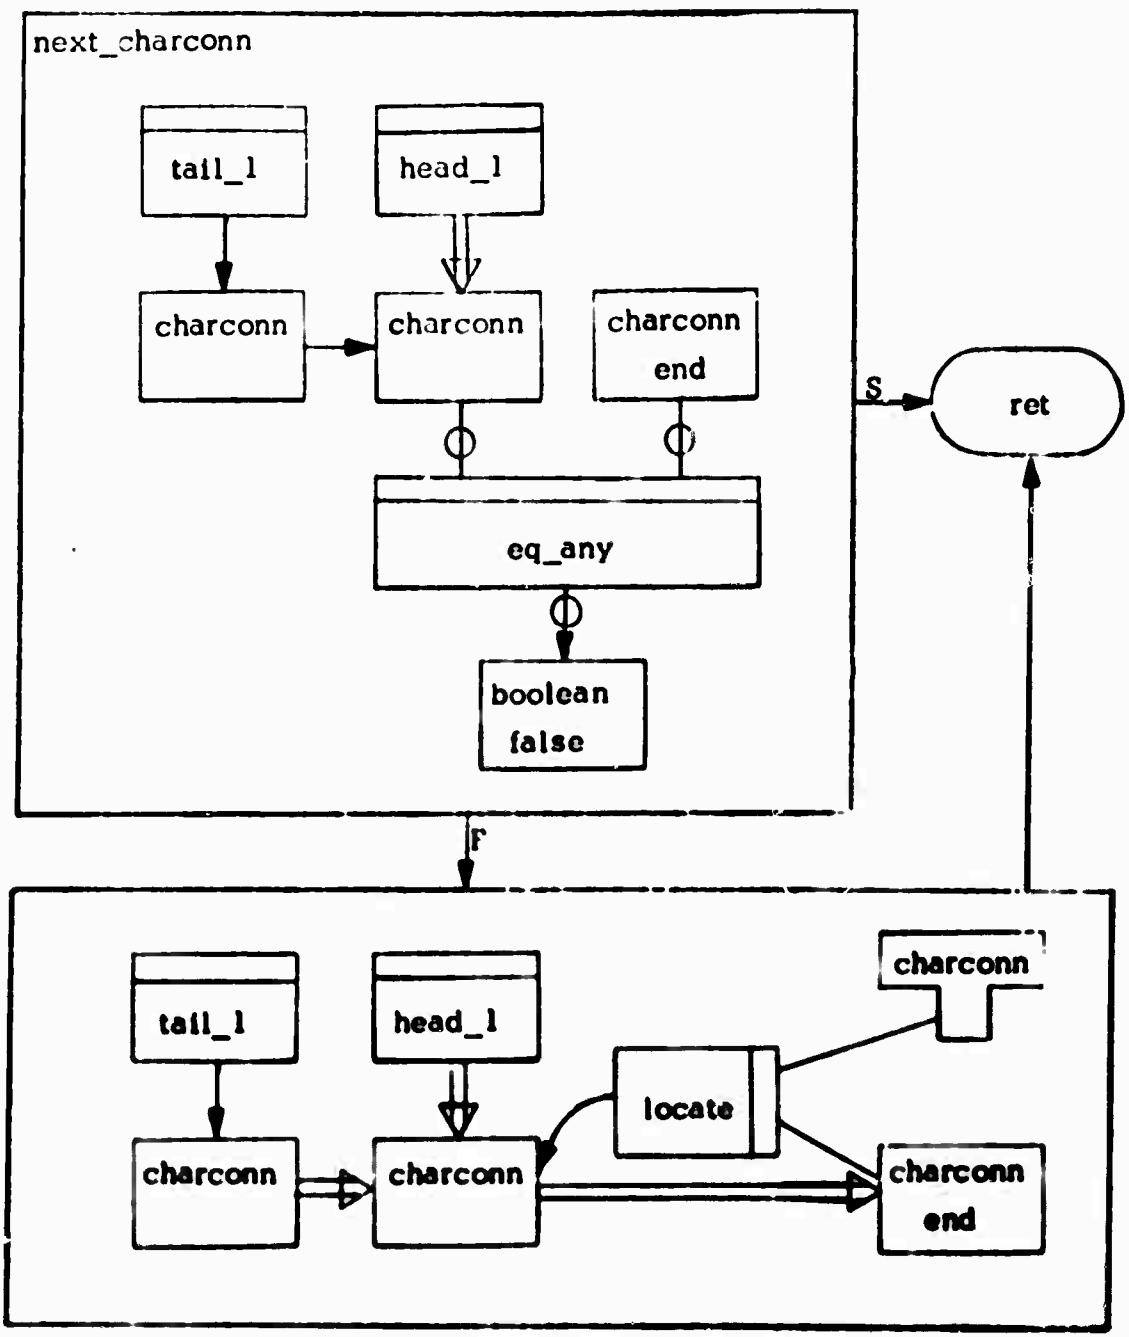 next_charconn
tail_1
head_1
charconn
charconn
charconn
end
S
ret
eq_any
boolean
false
F
charconn
tail_1
head_1
locate
charconn
charconn
charconn
end